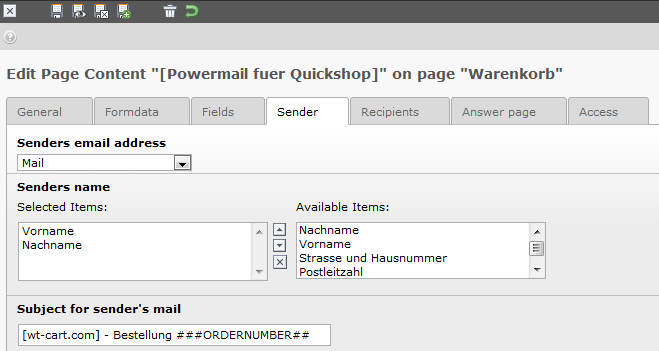 Edit Page Content "[Powermail fuer Quickshop]" on page "Warenkorb"
General Formdata Fields Sender Recipients Answer page Access
Senders email address
Mail
Senders name
Selected Items: Available Items:
Vorname
Nachname
Nachname
Vorname
Strasse und Hausnummer
Postleitzahl
Subject for sender's mail
[wt-cart.com] - Bestellung ###ORDERNUMBER##